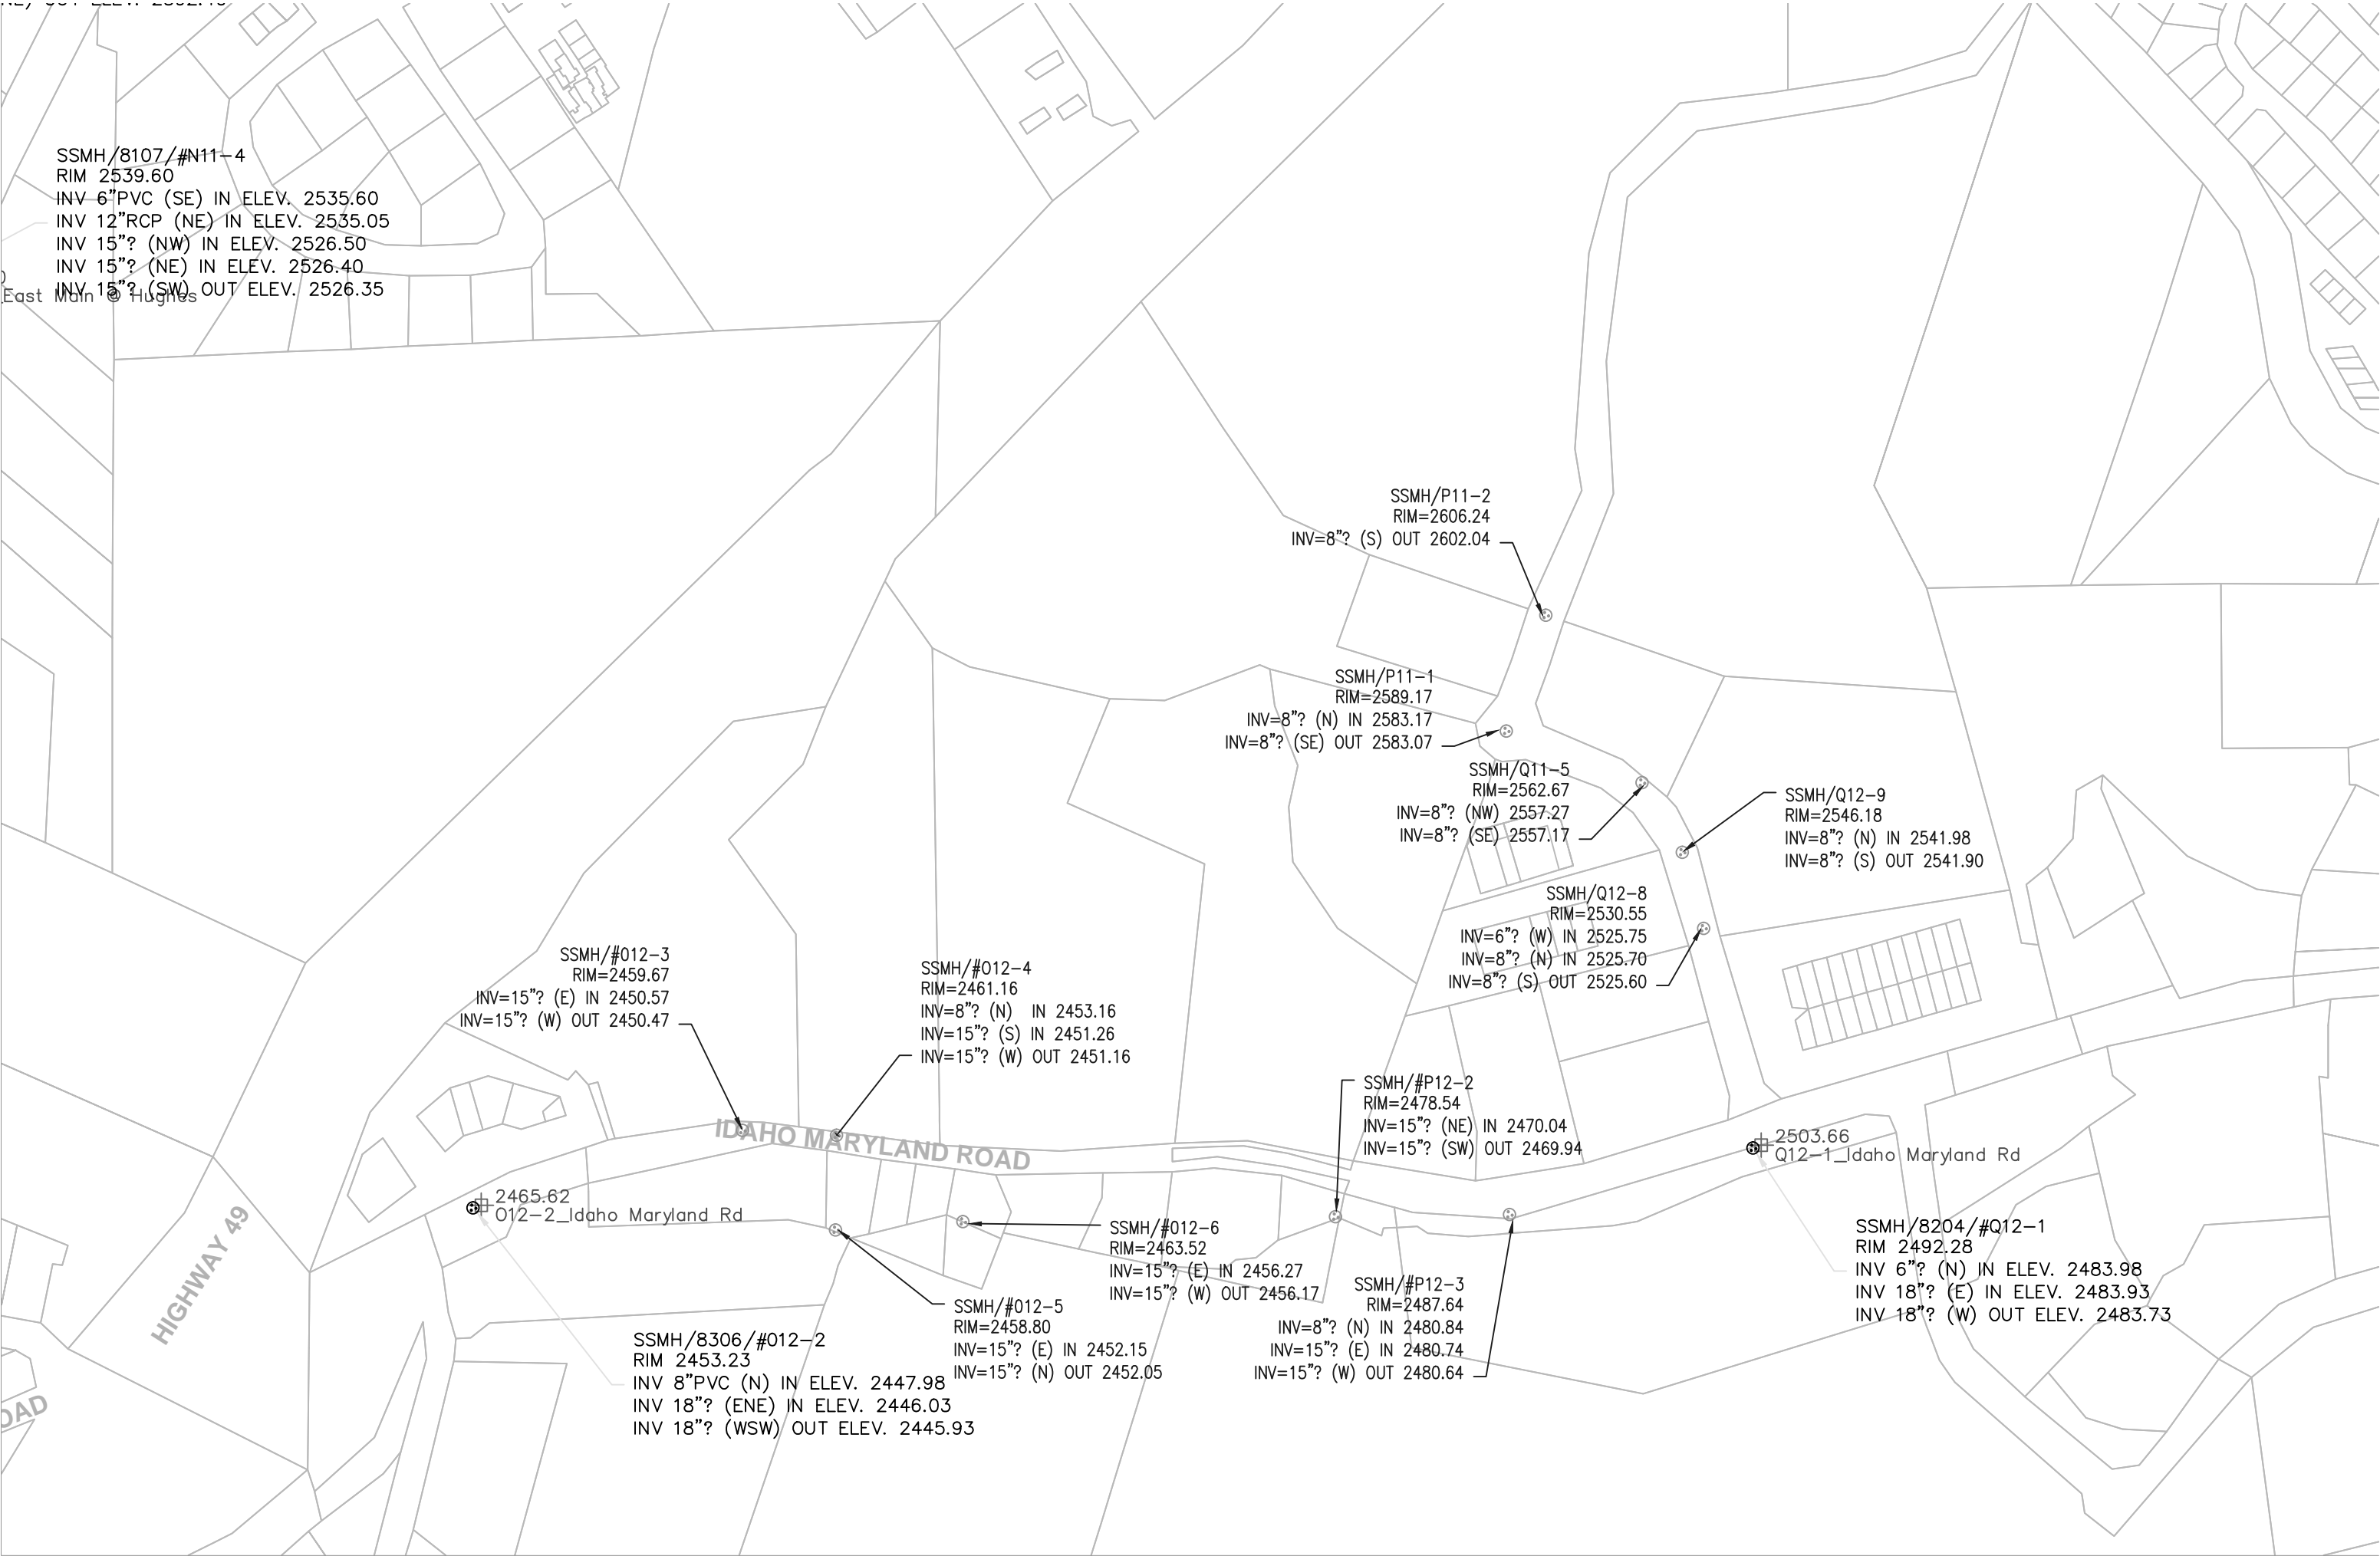 SSMH/8107/#N11-4
RIM 2539.60
INV 6"PVC (SE) IN ELEV. 2535.60
INV 12"RCP (NE) IN ELEV. 2535.05
INV 15"? (NW) IN ELEV. 2526.50
INV 15"? (NE) IN ELEV. 2526.40
INV 15"? (SW) OUT ELEV. 2526.35
East Main @ Hughes
SSMH/P11-2
RIM=2606.24
INV=8"? (S) OUT 2602.04
SSMH/P11-1
RIM=2589.17
INV=8"? (N) IN 2583.17
INV=8"? (SE) OUT 2583.07
SSMH/Q11-5
RIM=2562.67
INV=8"? (NW) 2557.27
INV=8"? (SE) 2557.17
SSMH/Q12-9
RIM=2546.18
INV=8"? (N) IN 2541.98
INV=8"? (S) OUT 2541.90
SSMH/Q12-8
RIM=2530.55
INV=6"? (W) IN 2525.75
INV=8"? (N) IN 2525.70
INV=8"? (S) OUT 2525.60
SSMH/#012-3
RIM=2459.67
INV=15"? (E) IN 2450.57
INV=15"? (W) OUT 2450.47
SSMH/#012-4
RIM=2461.16
INV=8"? (N) IN 2453.16
INV=15"? (S) IN 2451.26
INV=15"? (W) OUT 2451.16
SSMH/#P12-2
RIM=2478.54
INV=15"? (NE) IN 2470.04
INV=15"? (SW) OUT 2469.94
IDAHO MARYLAND ROAD
2503.66
Q12-1_Idaho Maryland Rd
2465.62
O12-2_Idaho Maryland Rd
HIGHWAY 49
SSMH/#012-6
RIM=2463.52
INV=15"? (E) IN 2456.27
INV=15"? (W) OUT 2456.17
SSMH/8204/#Q12-1
RIM 2492.28
INV 6"? (N) IN ELEV. 2483.98
INV 18"? (E) IN ELEV. 2483.93
INV 18"? (W) OUT ELEV. 2483.73
SSMH/#P12-3
RIM=2487.64
INV=8"? (N) IN 2480.84
INV=15"? (E) IN 2480.74
INV=15"? (W) OUT 2480.64
SSMH/#012-5
RIM=2458.80
INV=15"? (E) IN 2452.15
INV=15"? (N) OUT 2452.05
SSMH/8306/#012-2
RIM 2453.23
INV 8"PVC (N) IN ELEV. 2447.98
INV 18"? (ENE) IN ELEV. 2446.03
INV 18"? (WSW) OUT ELEV. 2445.93
OAD